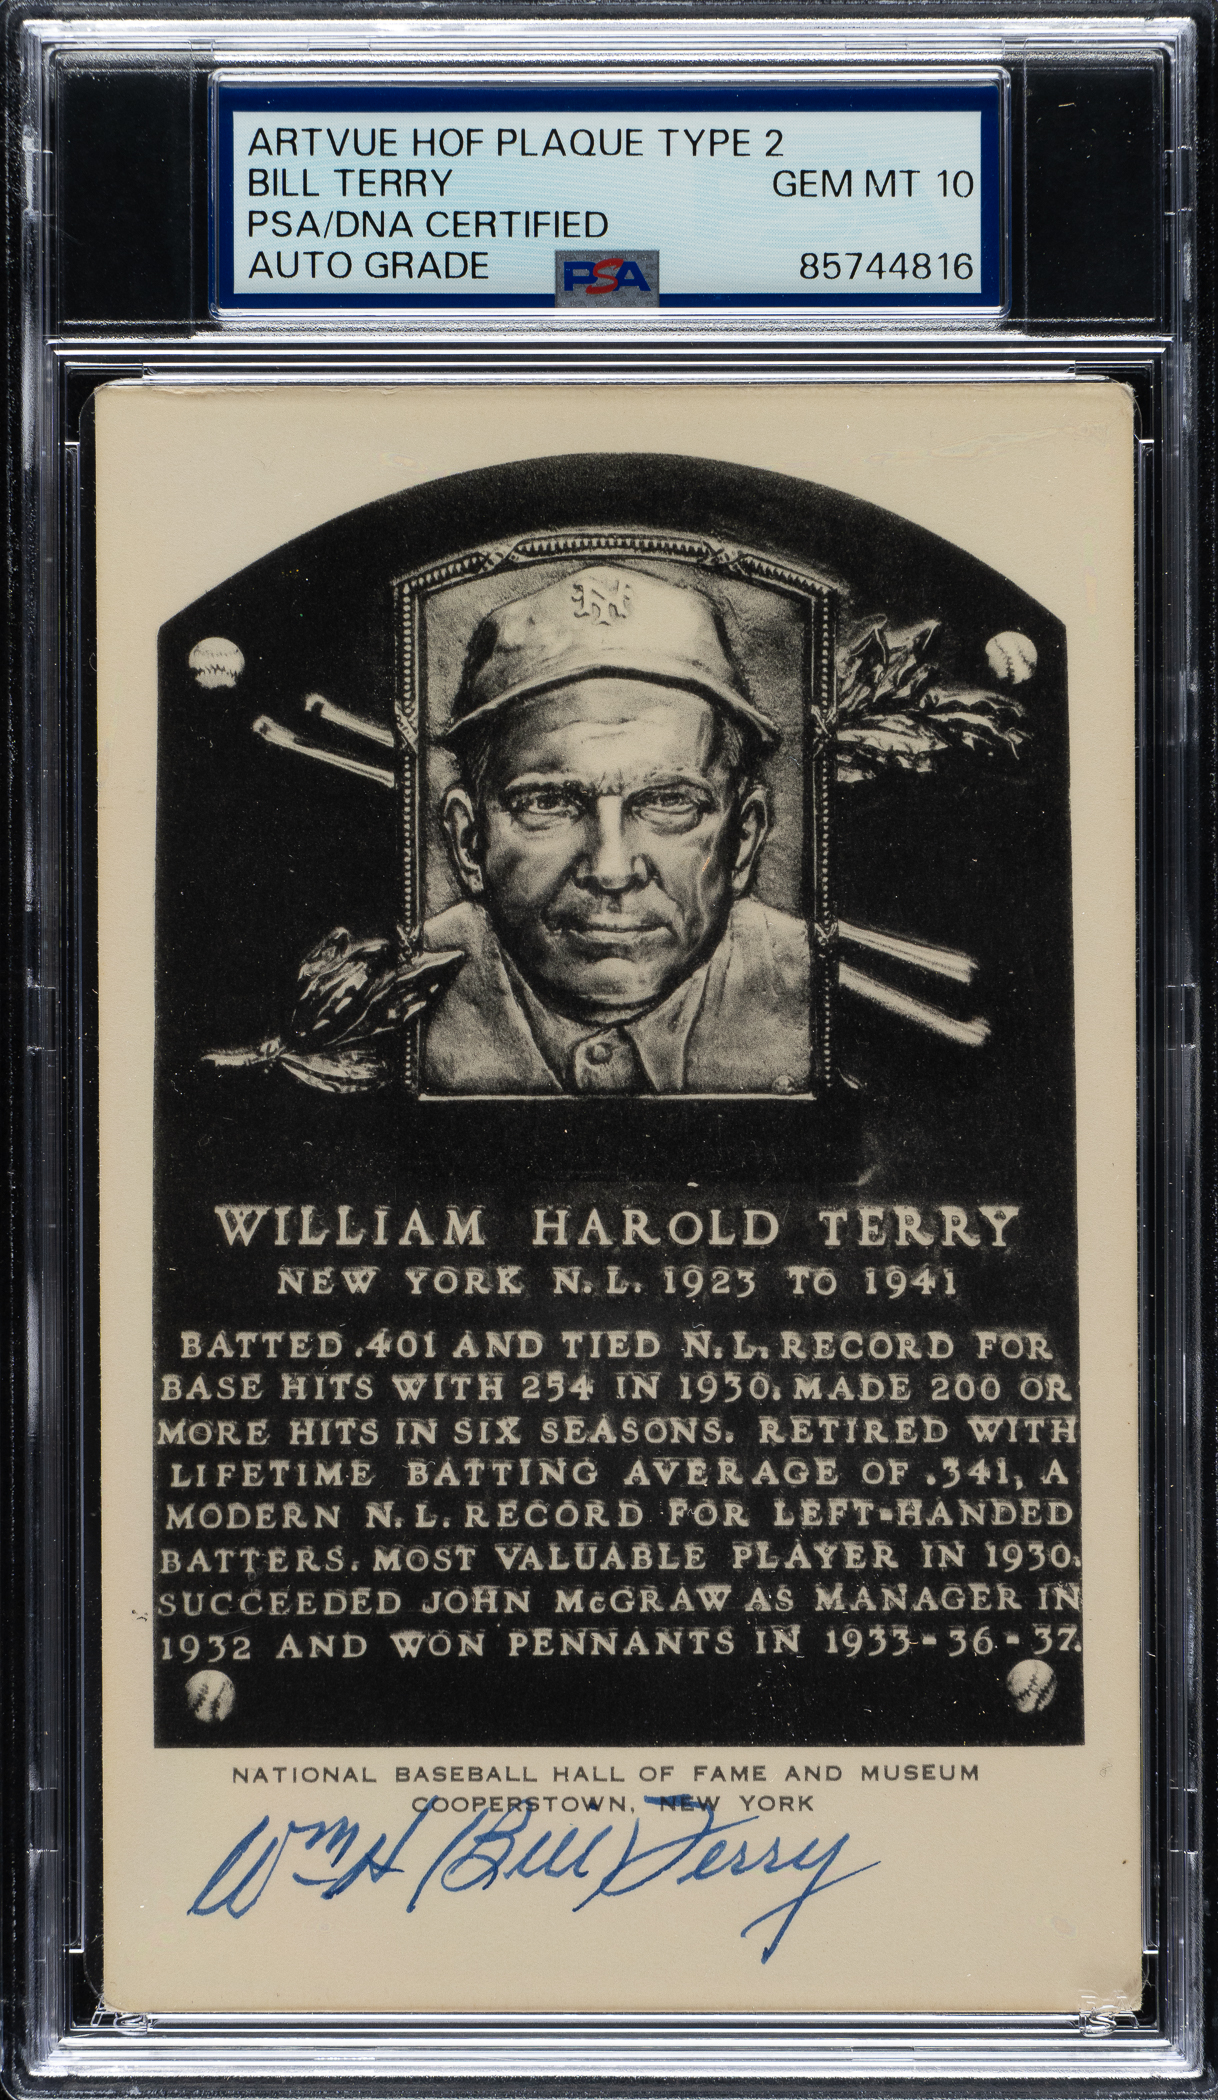 ARTVUE HOF PLAQUE TYPE 2
BILL TERRY GEM MT 10
PSA/DNA CERTIFIED
AUTO GRADE PSA 85744816
NY
WILLIAM HAROLD TERRY
NEW YORK N.L. 1923 TO 1941
BATTED .401 AND TIED N.L. RECORD FOR
BASE HITS WITH 254 IN 1930. MADE 200 OR
MORE HITS IN SIX SEASONS. RETIRED WITH
LIFETIME BATTING AVERAGE OF .341, A
MODERN N.L. RECORD FOR LEFT-HANDED
BATTERS. MOST VALUABLE PLAYER IN 1930.
SUCCEEDED JOHN McGRAW AS MANAGER IN
1932 AND WON PENNANTS IN 1933-36-37.
NATIONAL BASEBALL HALL OF FAME AND MUSEUM
COOPERSTOWN, NEW YORK
Wm H (Bill) Terry